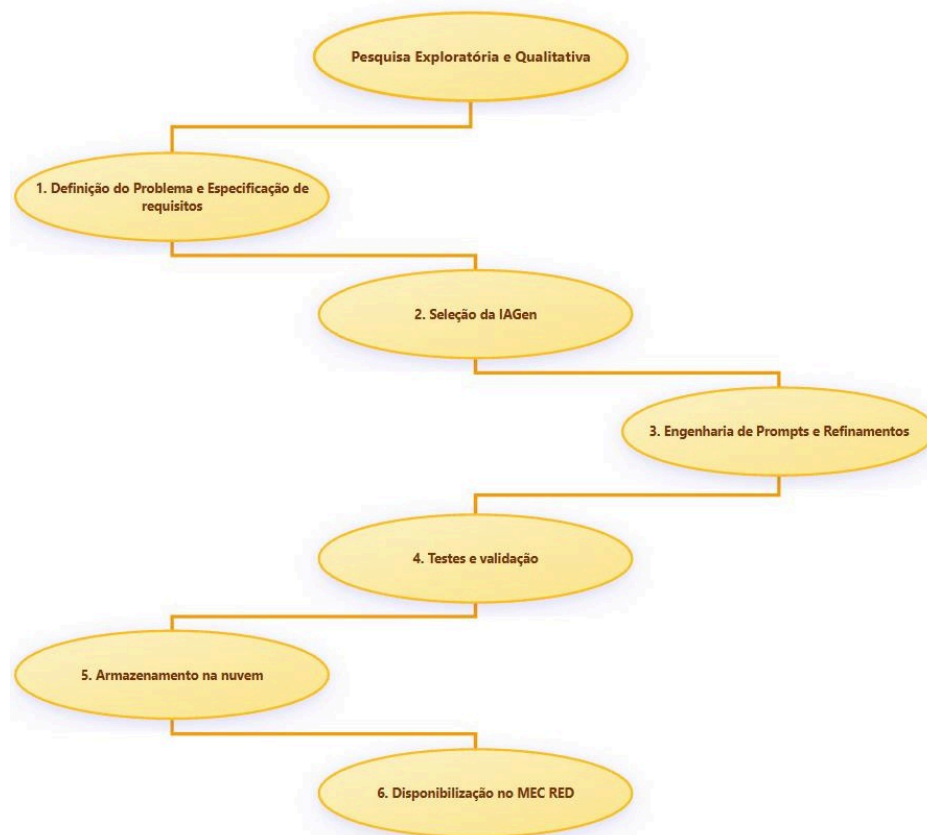 Pesquisa Exploratória e Qualitativa
1. Definição do Problema e Especificação de
requisitos
2. Seleção da IAGen
3. Engenharia de Prompts e Refinamentos
4. Testes e validação
5. Armazenamento na nuvem
6. Disponibilização no MEC RED